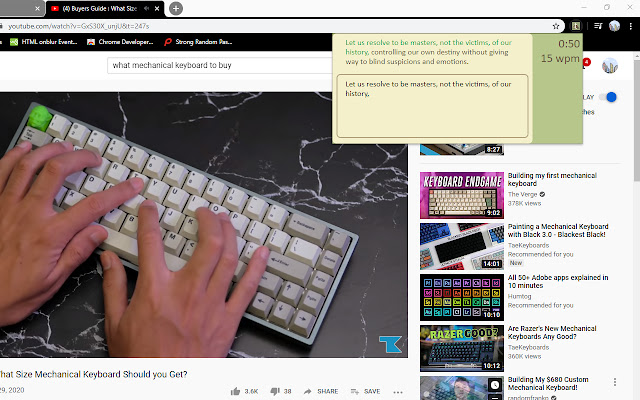 (4) Buyers Guide | What Size
youtube.com/watch?v=GxS30X_unjU&t=247s
HTML onblur Event...
Chrome Developer...
Strong Random Pas...
what mechanical keyboard to buy
Let us resolve to be masters, not the victims, of our
history, controlling our own destiny without giving
way to blind suspicions and emotions.
0:50
15 wpm
Let us resolve to be masters, not the victims, of our
history,
4
LAY
hes
8:27
KEYBOARD ENDGAME
9:02
Building my first mechanical
keyboard
The Verge
378K views
14:01
Painting a Mechanical Keyboard
with Black 3.0 - Blackest Black!
TaeKeyboards
Recommended for you
New
10:10
All 50+ Adobe apps explained in
10 minutes
Humtog
Recommended for you
RAZER GOOD?
10:12
Are Razer's New Mechanical
Keyboards Any Good?
TaeKeyboards
360K views
Building My $680 Custom
Mechanical Keyboard!
randomfrankp
TK
hat Size Mechanical Keyboard Should you Get?
29, 2020
3.6K
38
SHARE
SAVE